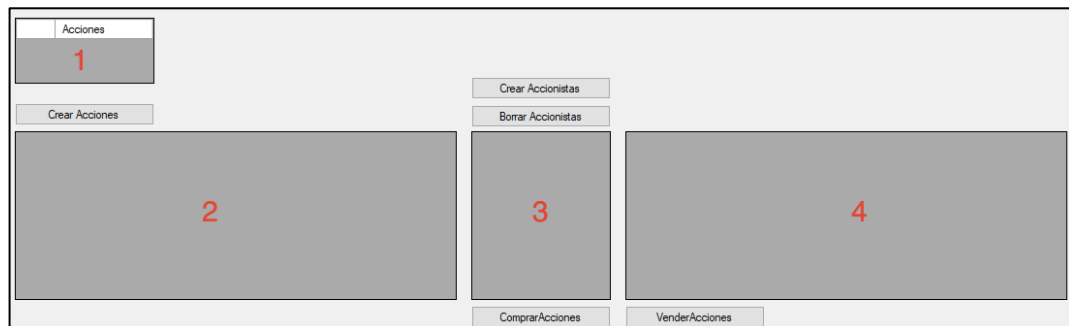 Acciones
1
Crear Accionistas
Crear Acciones
Borrar Accionistas
2
3
4
ComprarAcciones
VenderAcciones